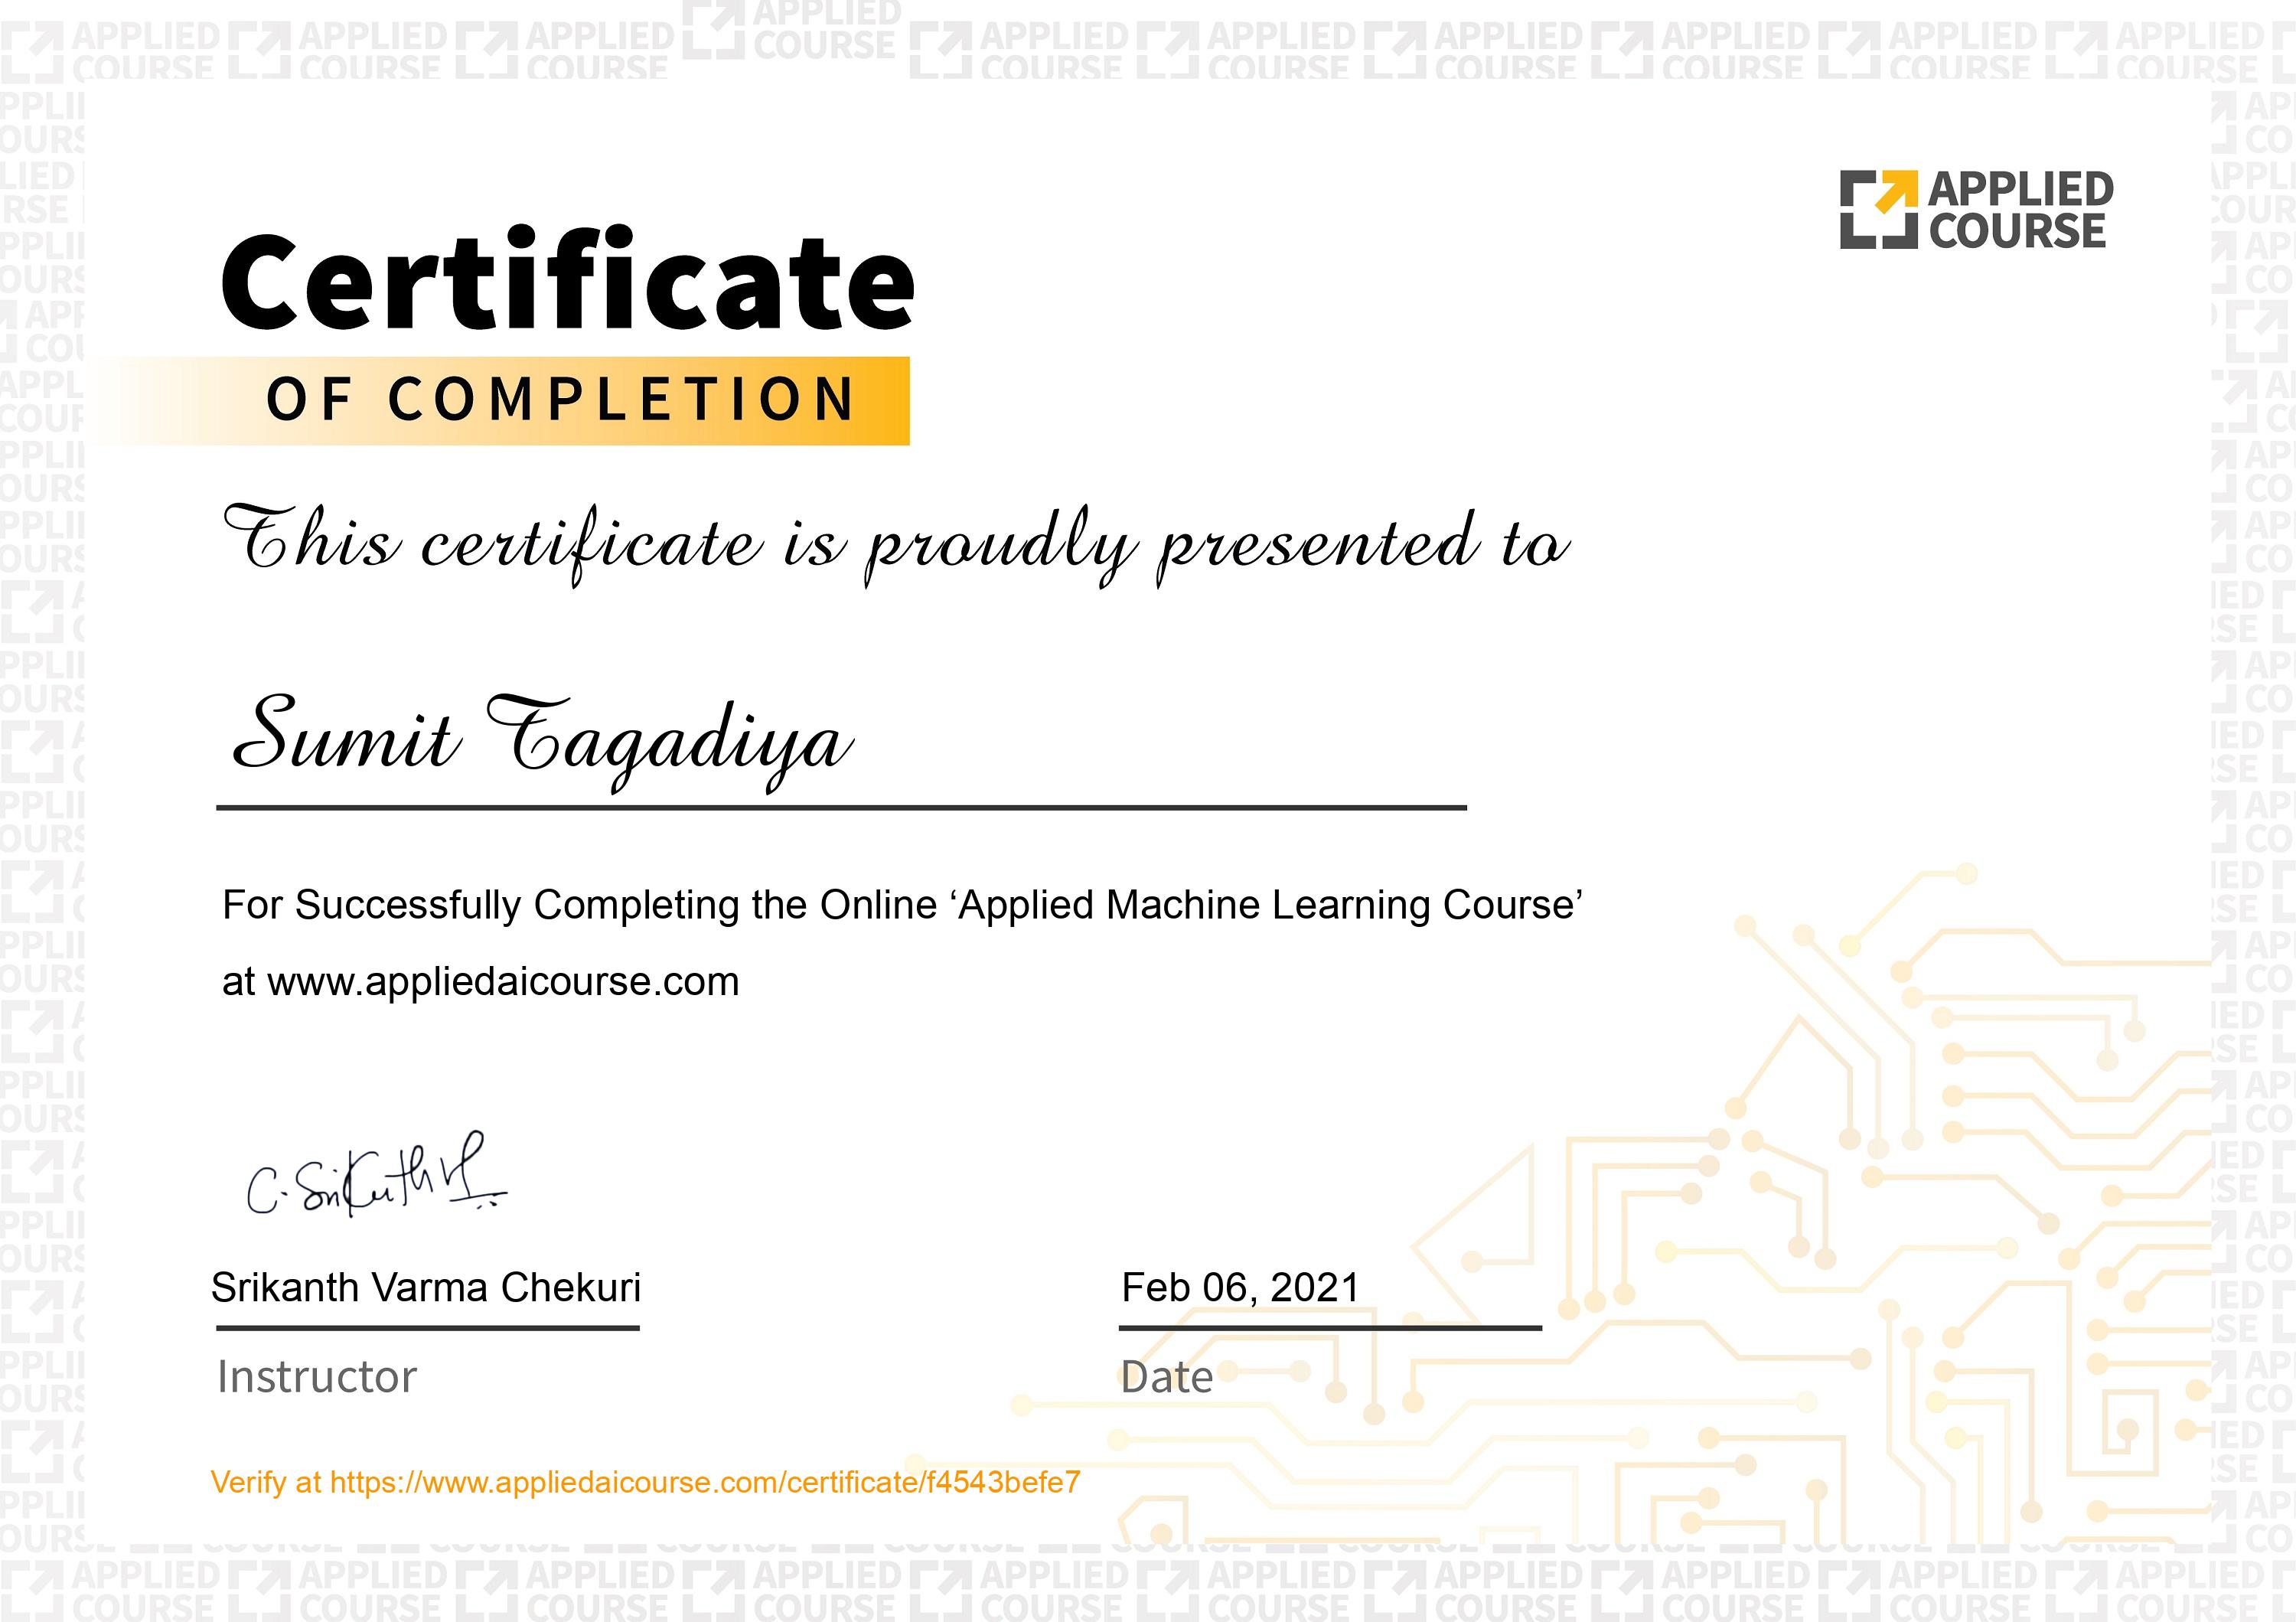 APPLIED
COURSE
Certificate
OF COMPLETION
This certificate is proudly presented to
Sumit Tagadiya
For Successfully Completing the Online ‘Applied Machine Learning Course’
at www.appliedaicourse.com
C. Srikanth V
Srikanth Varma Chekuri
Feb 06, 2021
Instructor
Date
Verify at https://www.appliedaicourse.com/certificate/f4543befe7